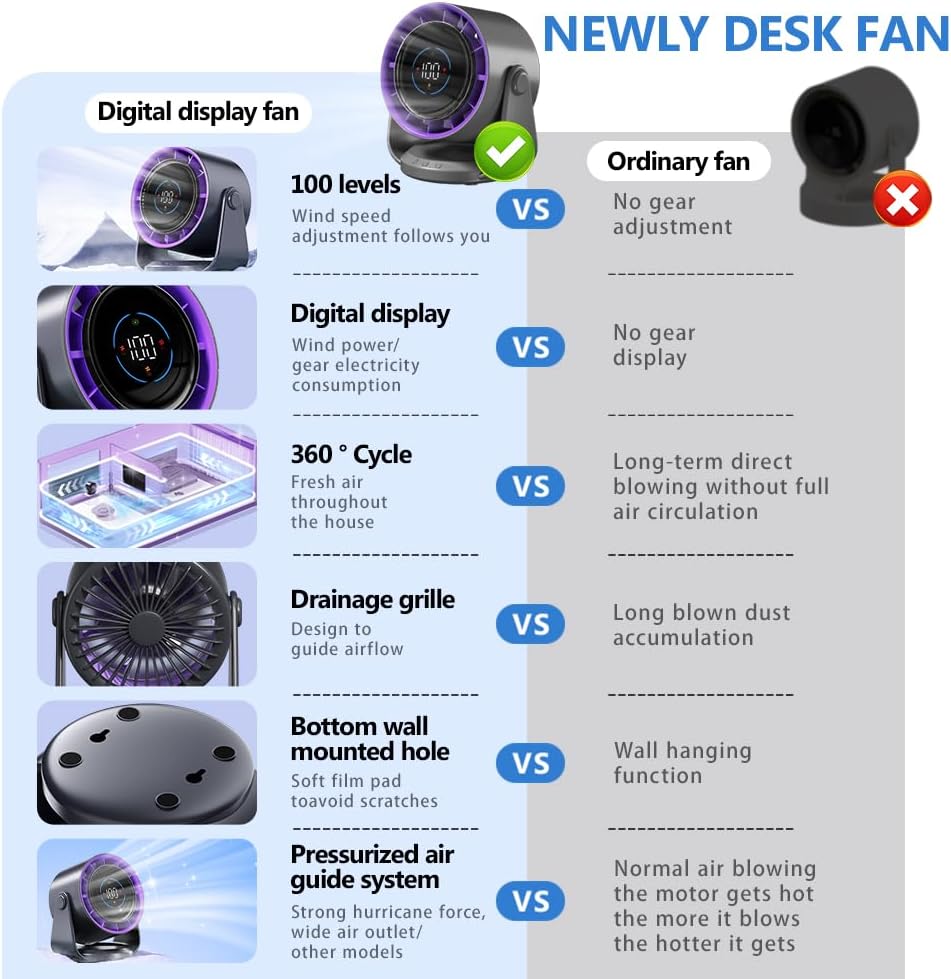 NEWLY DESK FAN
100
Digital display fan
Ordinary fan
100
100 levels
Wind speed
adjustment follows you
VS
No gear
adjustment
100
Digital display
Wind power/
gear electricity
consumption
VS
No gear
display
360 ° Cycle
Fresh air
throughout
the house
VS
Long-term direct
blowing without full
air circulation
Drainage grille
Design to
guide airflow
VS
Long blown dust
accumulation
Bottom wall
mounted hole
Soft film pad
toavoid scratches
VS
Wall hanging
function
100
Pressurized air
guide system
Strong hurricane force,
wide air outlet/
other models
VS
Normal air blowing
the motor gets hot
the more it blows
the hotter it gets